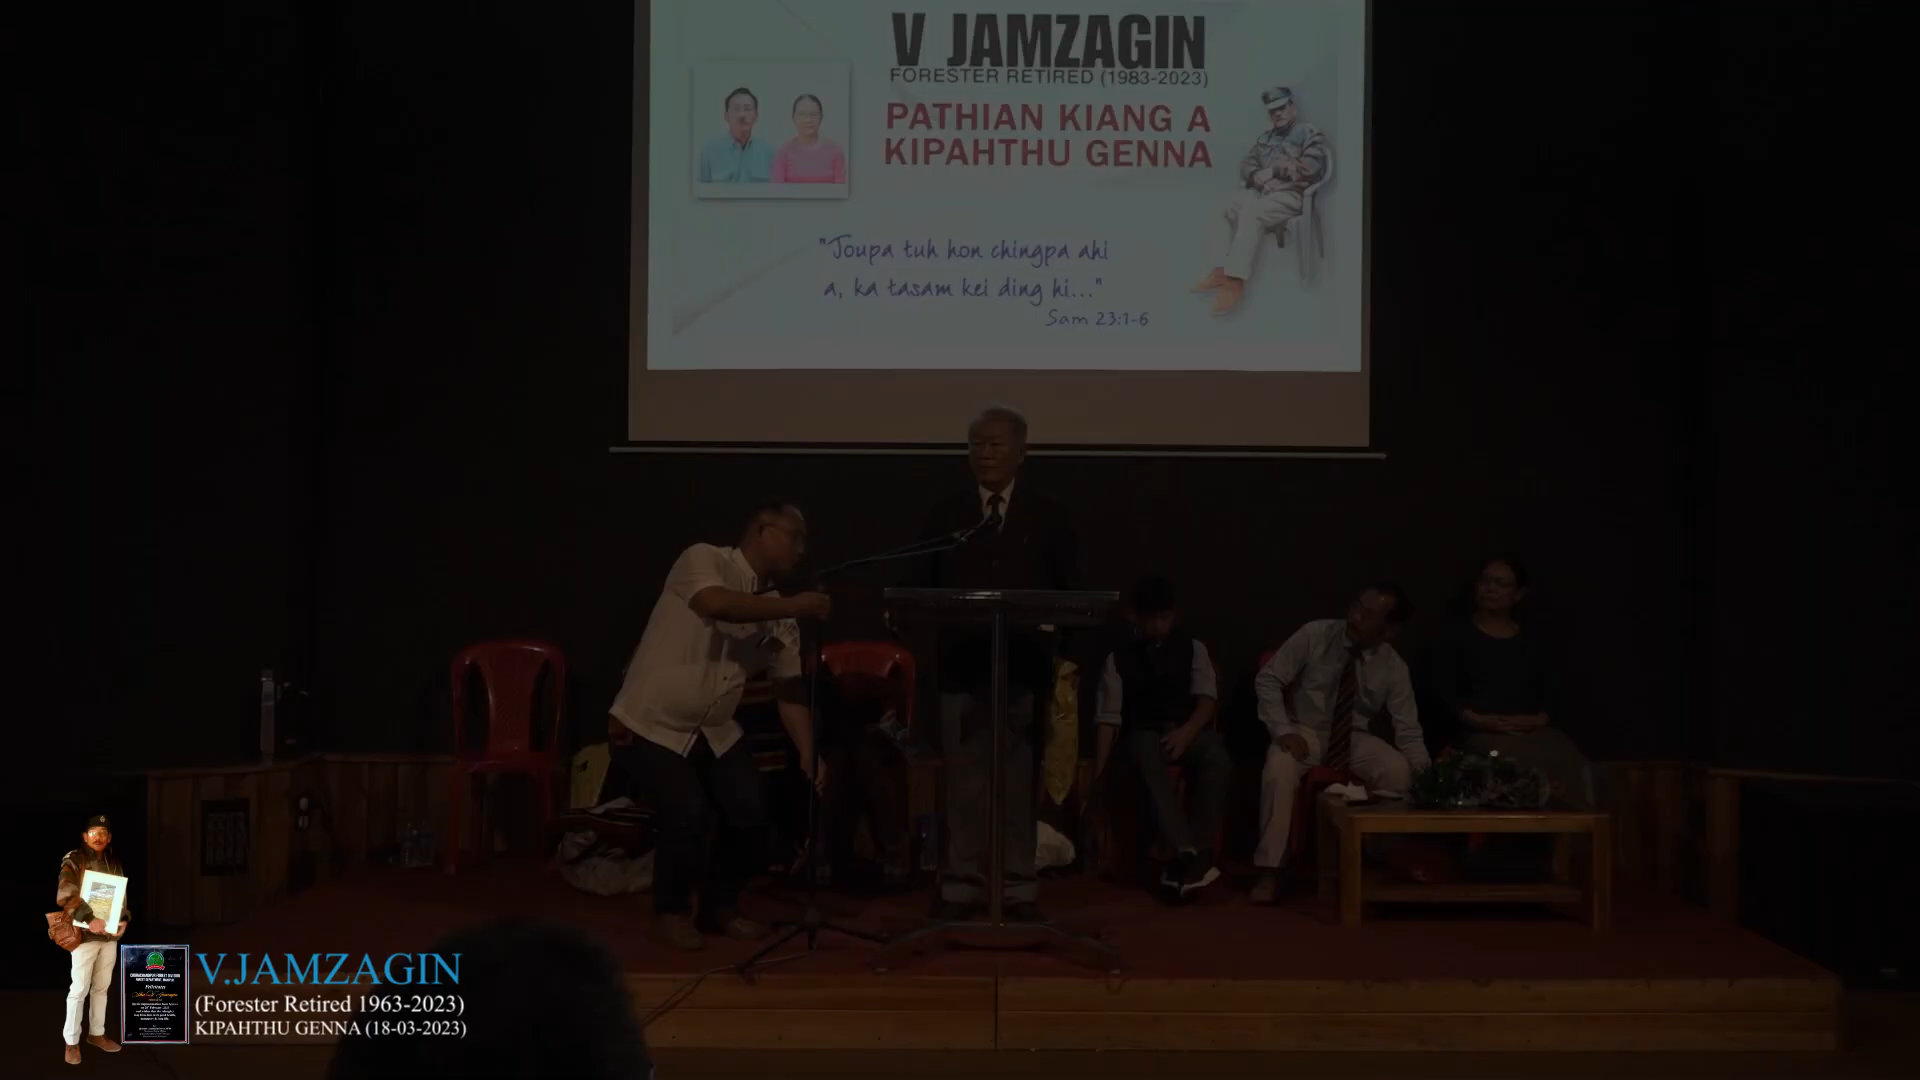 V JAMZAGIN
FORESTER RETIRED (1983-2023)
PATHIAN KIANG A
KIPAHTHU GENNA
"Toupa tuh hon chingpa ahi
a, ka tasam kei ding hi..."
Sam 23:1-6
V.JAMZAGIN
(Forester Retired 1963-2023)
KIPAHTHU GENNA (18-03-2023)